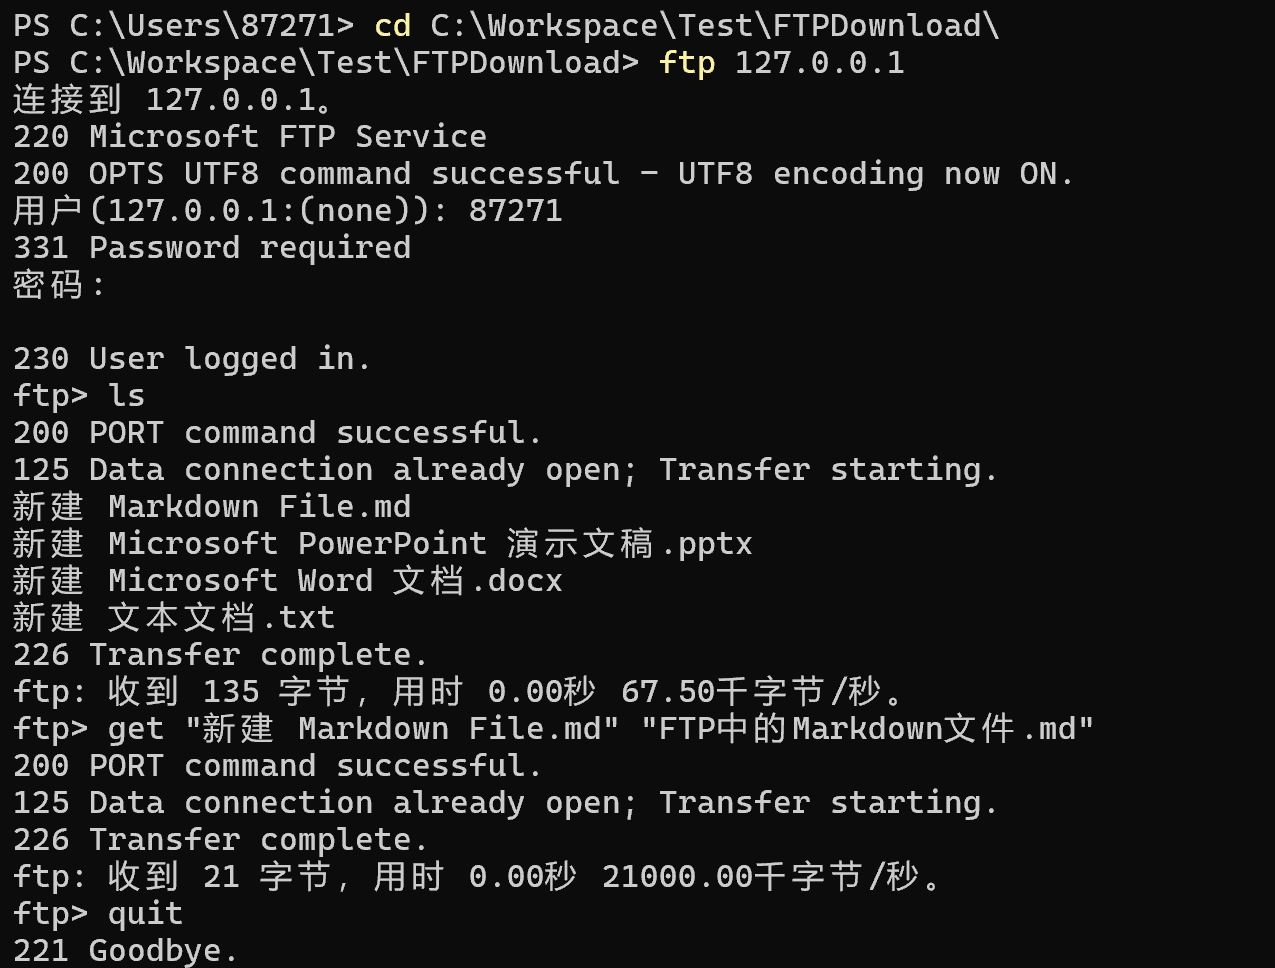 PS C:\Users\87271> cd C:\Workspace\Test\FTPDownload\
PS C:\Workspace\Test\FTPDownload> ftp 127.0.0.1
连接到 127.0.0.1。
220 Microsoft FTP Service
200 OPTS UTF8 command successful - UTF8 encoding now ON.
用户(127.0.0.1:(none)): 87271
331 Password required
密码:
230 User logged in.
ftp> ls
200 PORT command successful.
125 Data connection already open; Transfer starting.
新建 Markdown File.md
新建 Microsoft PowerPoint 演示文稿.pptx
新建 Microsoft Word 文档.docx
新建 文本文档.txt
226 Transfer complete.
ftp: 收到 135 字节，用时 0.00秒 67.50千字节/秒。
ftp> get "新建 Markdown File.md" "FTP中的Markdown文件.md"
200 PORT command successful.
125 Data connection already open; Transfer starting.
226 Transfer complete.
ftp: 收到 21 字节，用时 0.00秒 21000.00千字节/秒。
ftp> quit
221 Goodbye.